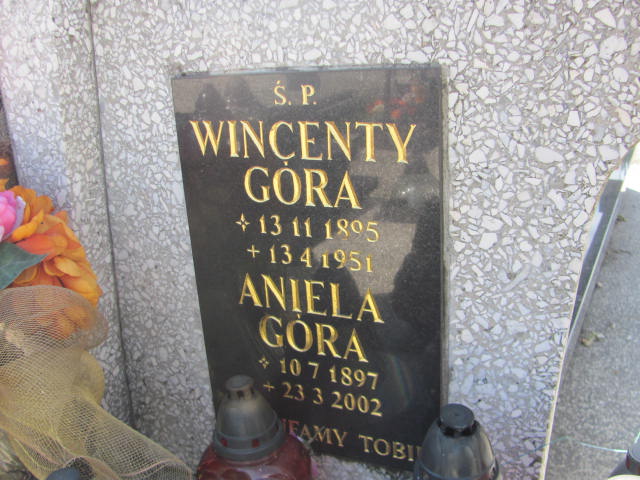 Ś. P.
WINCENTY
GÓRA
✧ 13 11 1895
+ 13 4 1951
ANIELA
GÓRA
✧ 10 7 1897
+ 23 3 2002